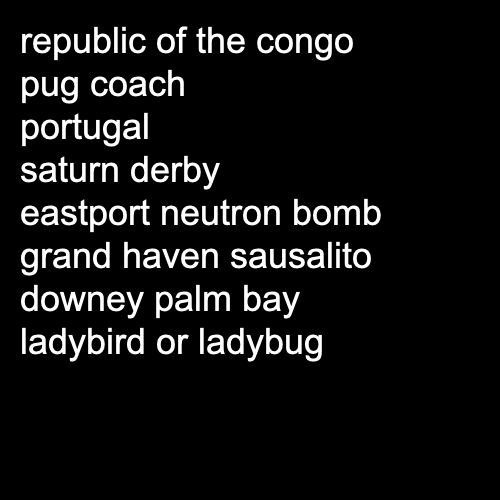 republic of the congo
pug coach
portugal
saturn derby
eastport neutron bomb
grand haven sausalito
downey palm bay
ladybird or ladybug